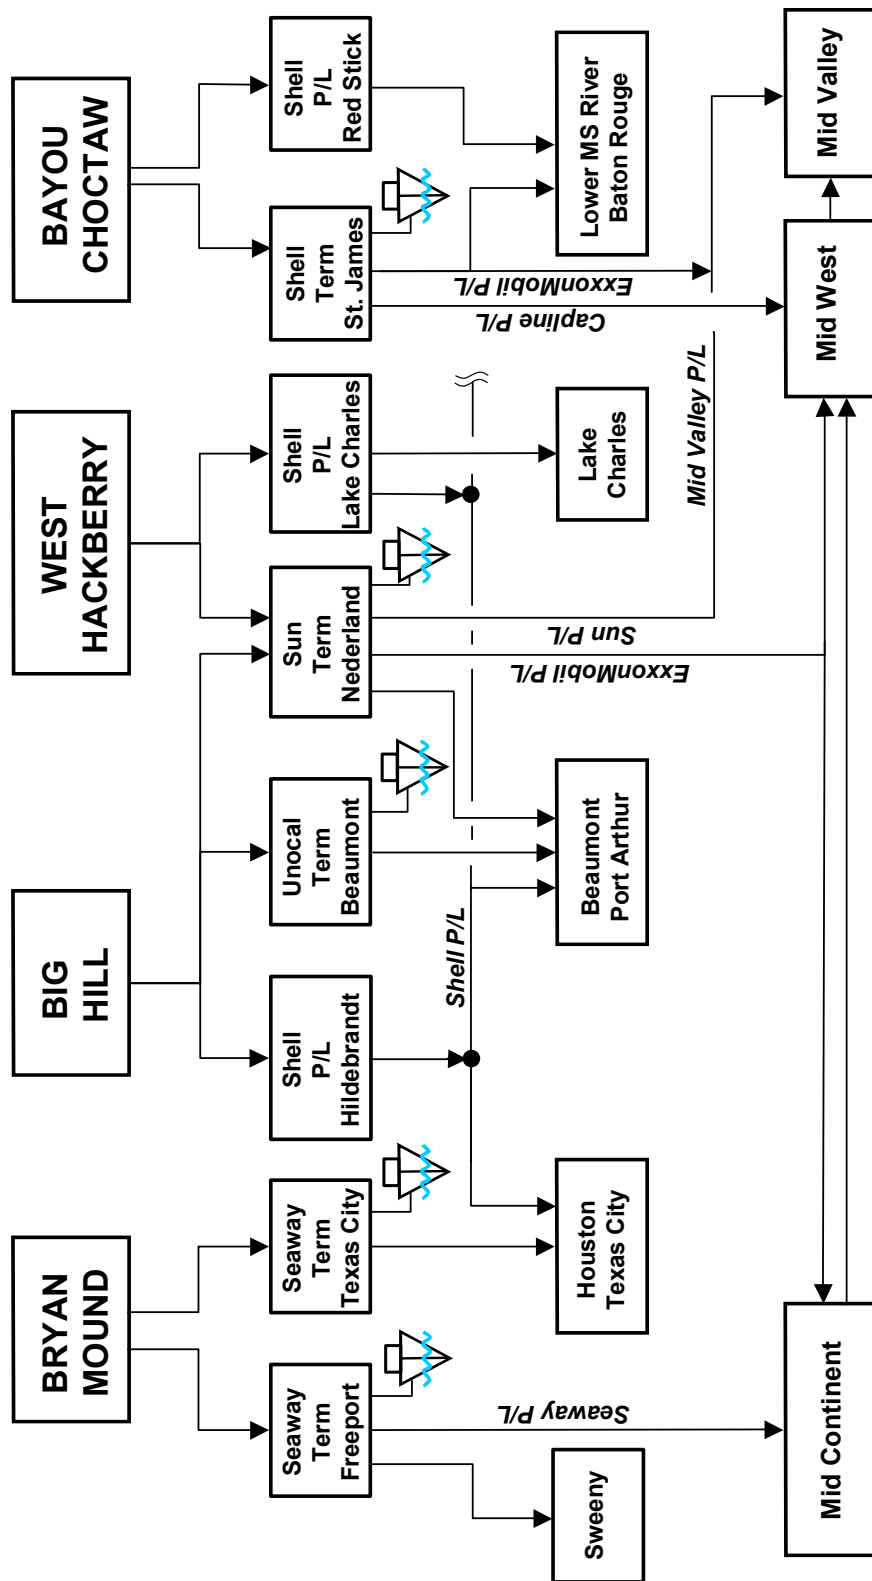 BRYAN
MOUND
BIG
HILL
WEST
HACKBERRY
BAYOU
CHOCTAW
Seaway
Term
Freeport
Seaway
Term
Texas City
Shell
P/L
Hildebrandt
Unocal
Term
Beaumont
Sun
Term
Nederland
Shell
P/L
Lake Charles
Shell
Term
St. James
Shell
P/L
Red Stick
Shell P/L
Seaway P/L
ExxonMobil P/L
Sun P/L
Mid Valley P/L
Capline P/L
ExxonMobil P/L
Sweeny
Houston
Texas City
Beaumont
Port Arthur
Lake
Charles
Lower MS River
Baton Rouge
Mid Continent
Mid West
Mid Valley